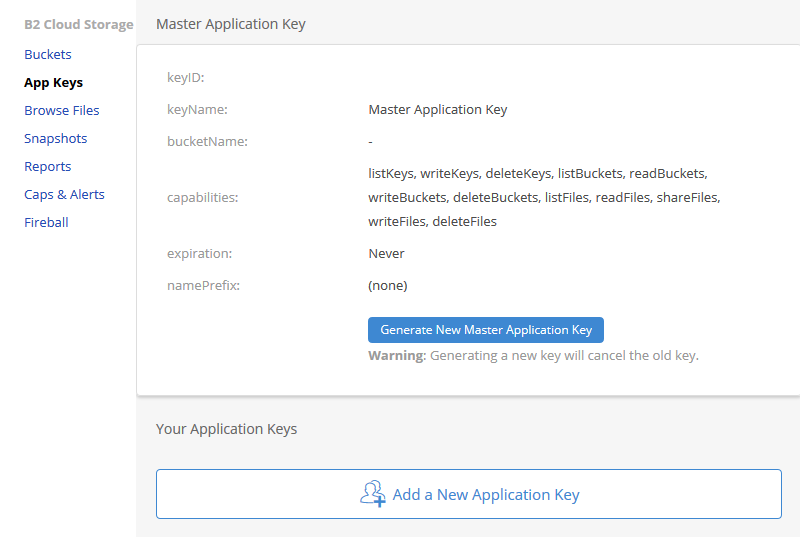 B2 Cloud Storage
Buckets
App Keys
Browse Files
Snapshots
Reports
Caps & Alerts
Fireball
Master Application Key
keyID:
keyName: Master Application Key
bucketName: -
capabilities: listKeys, writeKeys, deleteKeys, listBuckets, readBuckets,
writeBuckets, deleteBuckets, listFiles, readFiles, shareFiles,
writeFiles, deleteFiles
expiration: Never
namePrefix: (none)
Generate New Master Application Key
Warning: Generating a new key will cancel the old key.
Your Application Keys
Add a New Application Key